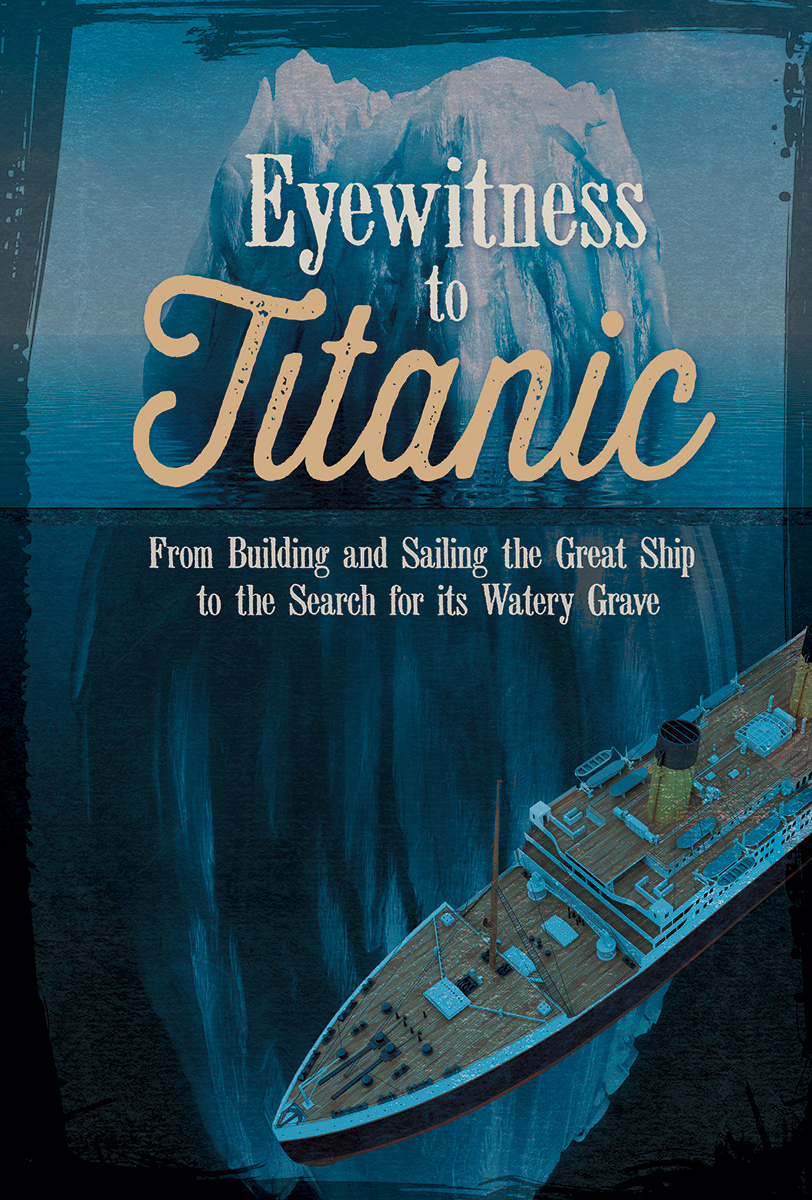 Eyewitness
to
Titanic
From Building and Sailing the Great Ship
to the Search for its Watery Grave